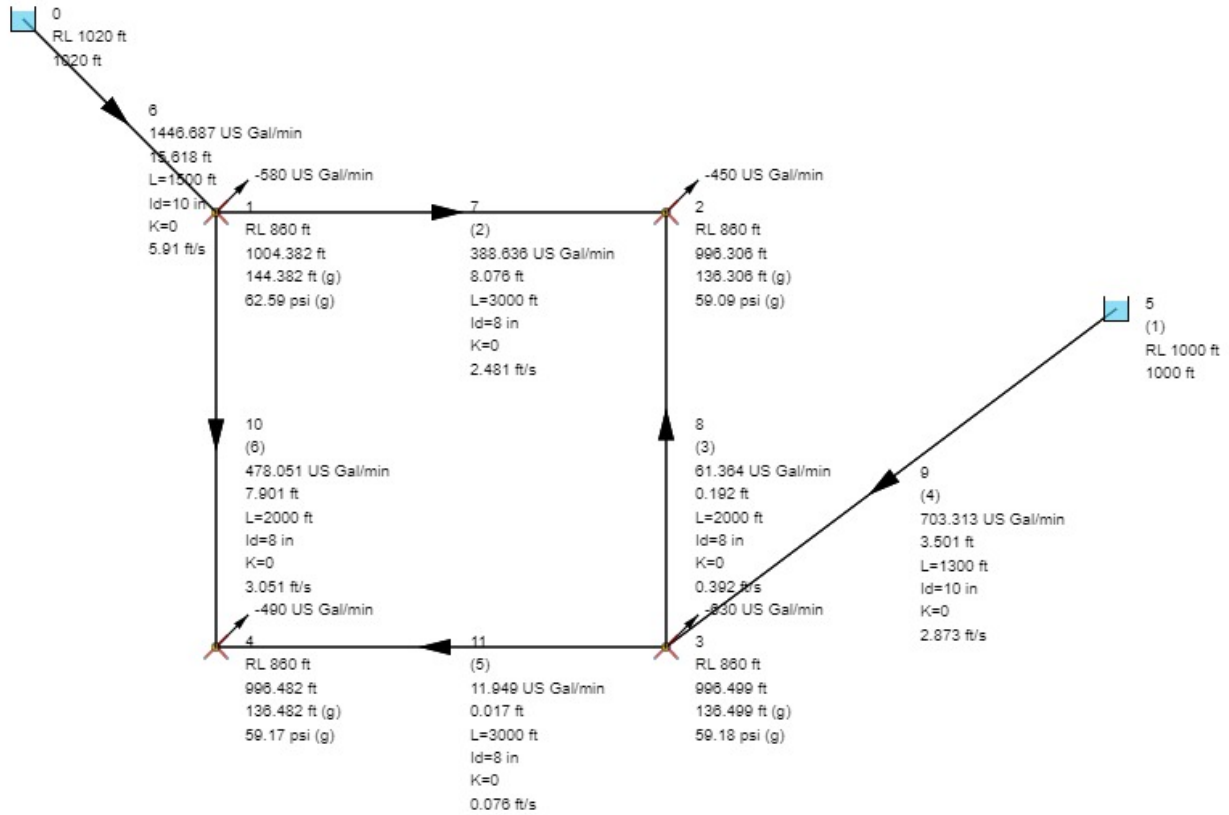 0
RL 1020 ft
1020 ft
6
1446.687 US Gal/min
15.618 ft
L=1500 ft
Id=10 in
K=0
5.91 ft/s
-580 US Gal/min
1
RL 860 ft
1004.382 ft
144.382 ft (g)
62.59 psi (g)
7
(2)
388.636 US Gal/min
8.076 ft
L=3000 ft
Id=8 in
K=0
2.481 ft/s
-450 US Gal/min
2
RL 860 ft
996.306 ft
136.306 ft (g)
59.09 psi (g)
5
(1)
RL 1000 ft
1000 ft
10
(6)
478.051 US Gal/min
7.901 ft
L=2000 ft
Id=8 in
K=0
3.051 ft/s
8
(3)
61.364 US Gal/min
0.192 ft
L=2000 ft
Id=8 in
K=0
0.392 ft/s
9
(4)
703.313 US Gal/min
3.501 ft
L=1300 ft
Id=10 in
K=0
2.873 ft/s
-490 US Gal/min
4
RL 860 ft
996.482 ft
136.482 ft (g)
59.17 psi (g)
11
(5)
11.949 US Gal/min
0.017 ft
L=3000 ft
Id=8 in
K=0
0.076 ft/s
-630 US Gal/min
3
RL 860 ft
996.499 ft
136.499 ft (g)
59.18 psi (g)